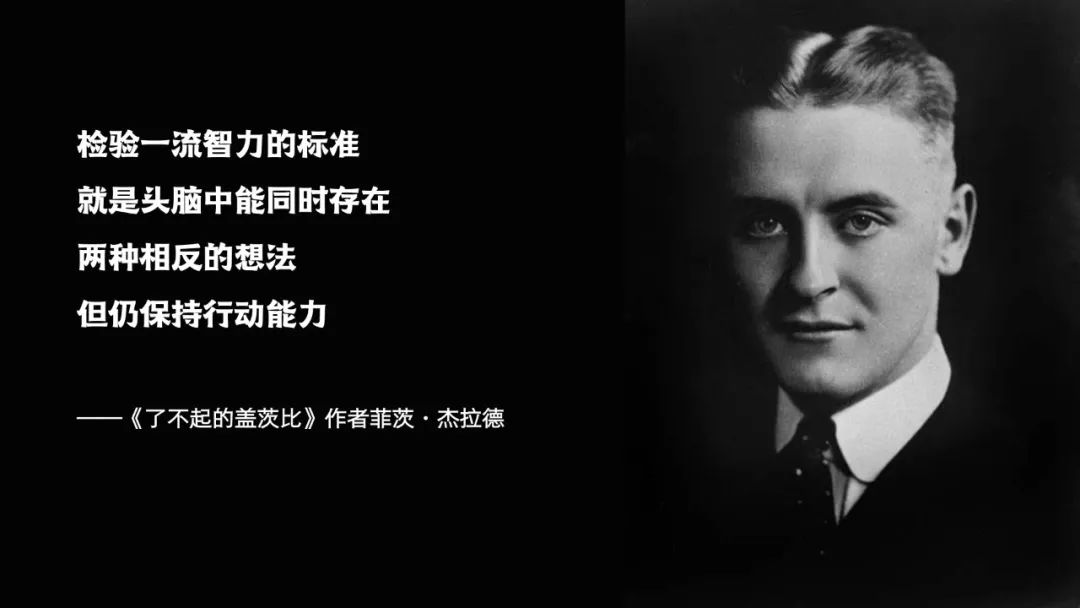 检验一流智力的标准
就是头脑中能同时存在
两种相反的想法
但仍保持行动能力
——《了不起的盖茨比》作者菲茨·杰拉德